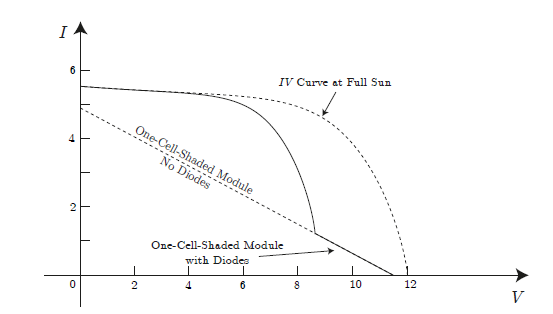 I
6
IV Curve at Full Sun
One-Cell-Shaded Module
No Diodes
4
2
One-Cell-Shaded Module
with Diodes
0
2
4
6
8
10
12
V